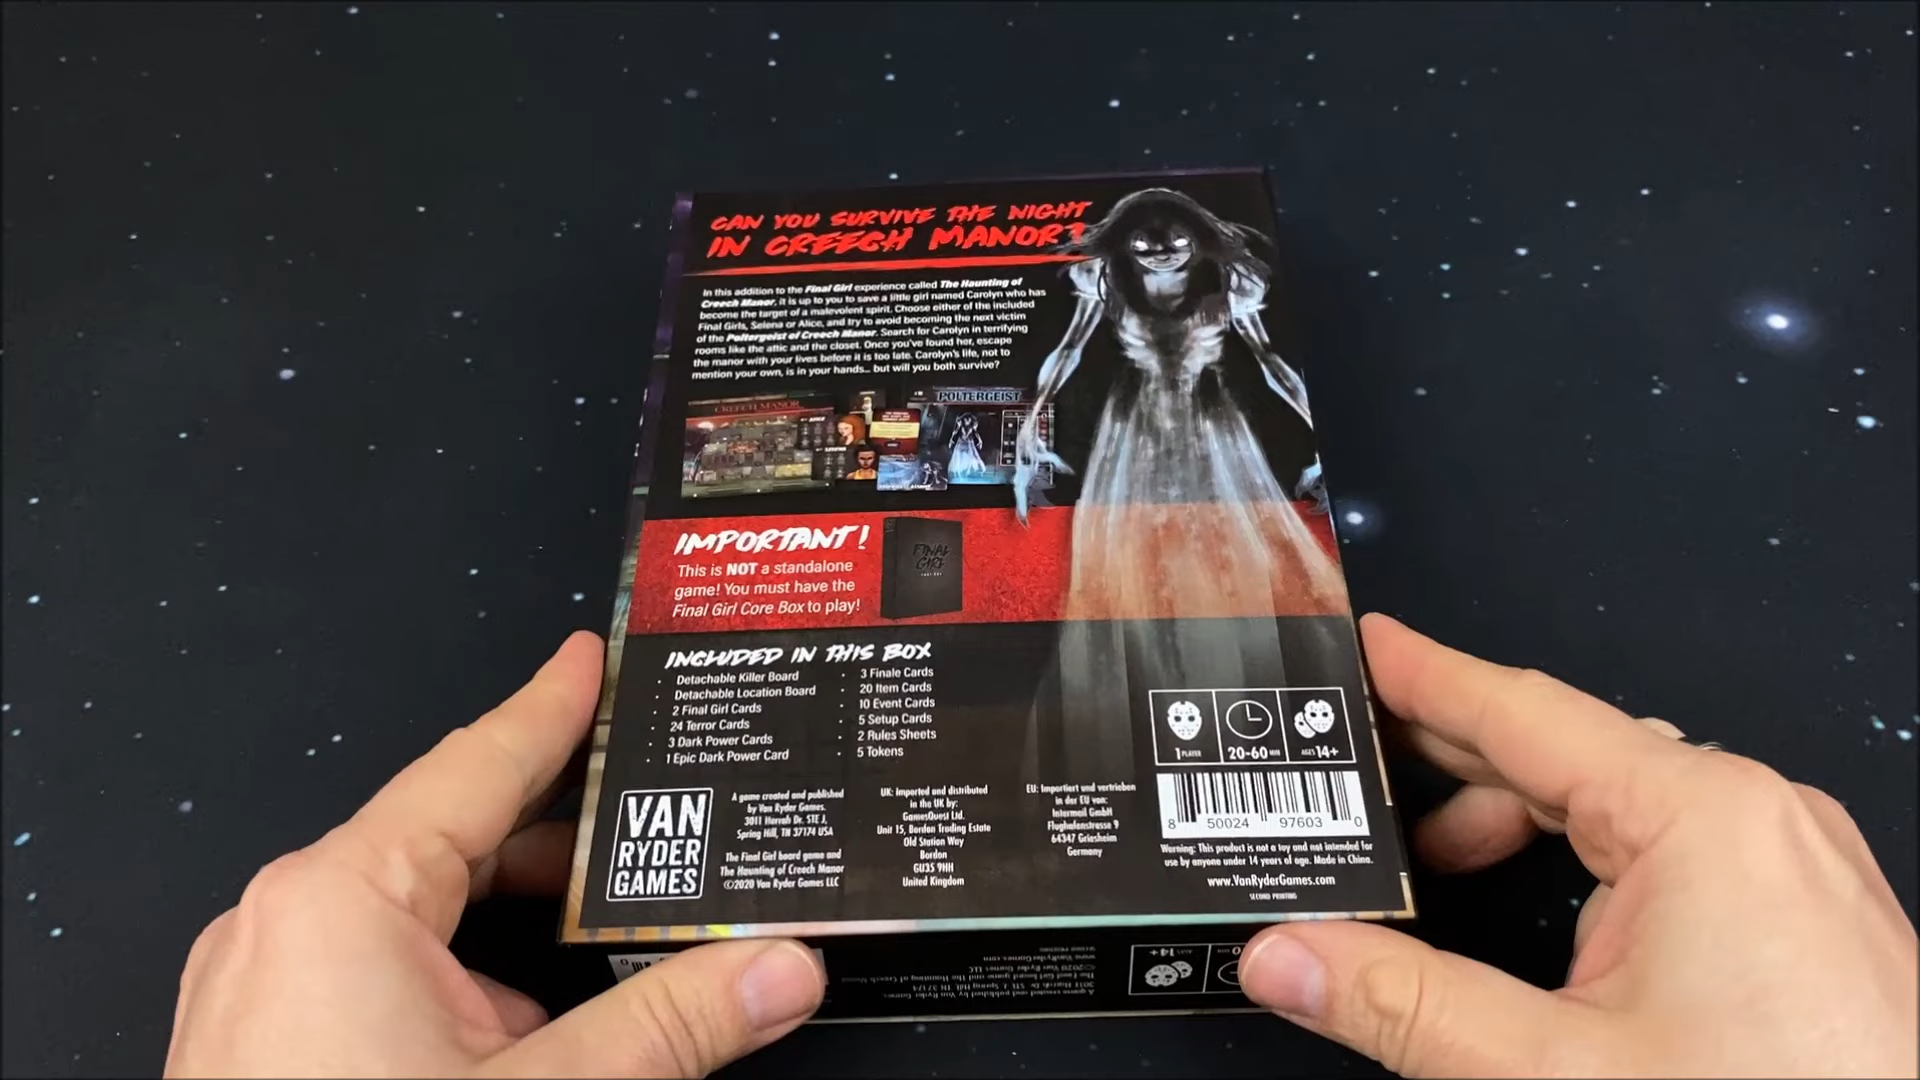 CAN YOU SURVIVE THE NIGHT
IN CREECH MANOR?
In this addition to the Final Girl experience called The Haunting of
Creech Manor, it is up to you to save a little girl named Carolyn who has
become the target of a malevolent spirit. Choose either of the included
Final Girls, Selena or Alice, and try to avoid becoming the next victim
of the Poltergeist of Creech Manor. Search for Carolyn in terrifying
rooms like the attic and the closet. Once you've found her, escape
the manor with your lives before it is too late. Carolyn's life, not to
mention your own, is in your hands... but will you both survive?
CREECH MANOR
POLTERGEIST
IMPORTANT!
This is NOT a standalone
game! You must have the
Final Girl Core Box to play!
FINAL
GIRL
INCLUDED IN THIS BOX
• Detachable Killer Board
• Detachable Location Board
• 2 Final Girl Cards
• 24 Terror Cards
• 3 Dark Power Cards
• 1 Epic Dark Power Card
• 3 Finale Cards
• 20 Item Cards
• 10 Event Cards
• 5 Setup Cards
• 2 Rules Sheets
• 5 Tokens
1 PLAYER
20-60 MIN
AGES 14+
VAN
RYDER
GAMES
A game created and published
by Van Ryder Games.
3011 Harrah Dr. STE J,
Spring Hill, TN 37174 USA
The Final Girl board game and
The Haunting of Creech Manor
©2020 Van Ryder Games LLC
UK: Imported and distributed
in the UK by:
GamesQuest Ltd.
Unit 15, Bordon Trading Estate
Old Station Way
Bordon
GU35 9HH
United Kingdom
EU: Importiert und vertrieben
in der EU von:
Intermail GmbH
Flughafenstrasse 9
64347 Griesheim
Germany
8 50024 97603 0
Warning: This product is not a toy and not intended for
use by anyone under 14 years of age. Made in China.
www.VanRyderGames.com
SECOND PRINTING